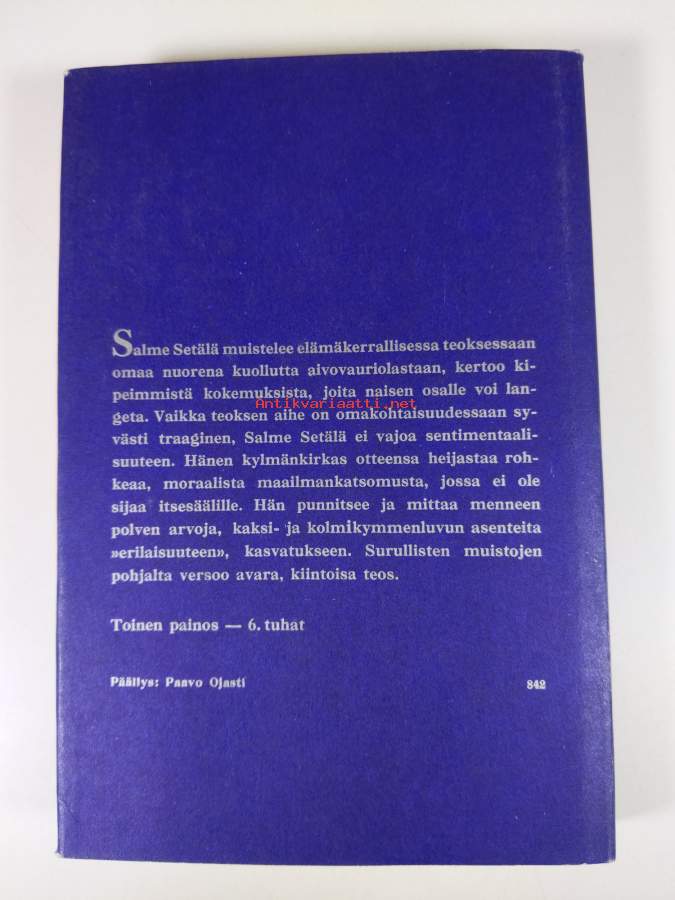 Salme Setälä muistelee elämäkerrallisessa teoksessaan
omaa nuorena kuollutta aivovauriolastaan, kertoo ki-
peimmistä kokemuksista, joita naisen osalle voi lan-
Antikvariaatti.net
geta. Vaikka teoksen aihe on omakohtaisuudessaan sy-
västi traaginen, Salme Setälä ei vajoa sentimentaali-
suuteen. Hänen kylmänkirkas otteensa heijastaa roh-
keaa, moraalista maailmankatsomusta, jossa ei ole
sijaa itsesäälille. Hän punnitsee ja mittaa menneen
polven arvoja, kaksi- ja kolmikymmenluvun asenteita
»erilaisuuteen», kasvatukseen. Surullisten muistojen
pohjalta versoo avara, kiintoisa teos.
Toinen painos — 6. tuhat
Päällys: Paavo Ojasti
842